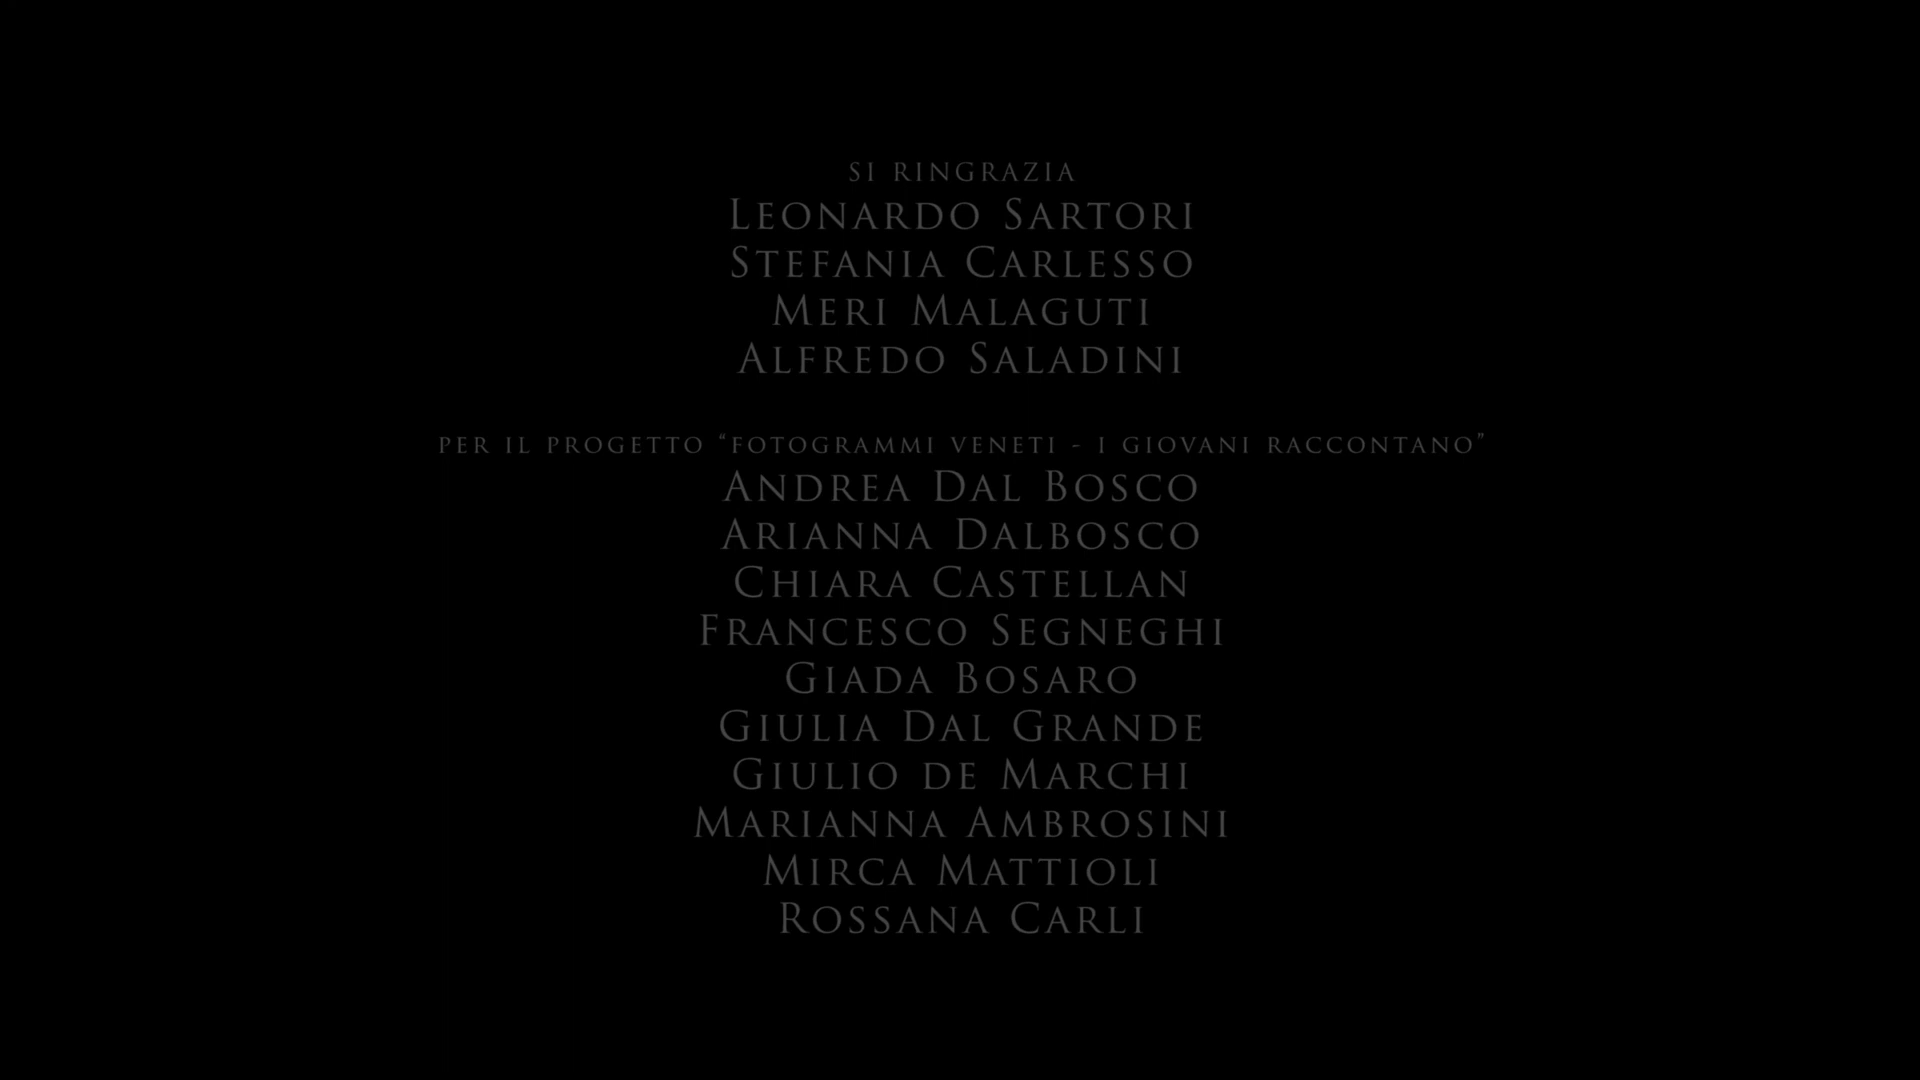 SI RINGRAZIA
LEONARDO SARTORI
STEFANIA CARLESSO
MERI MALAGUTI
ALFREDO SALADINI
PER IL PROGETTO “FOTOGRAMMI VENETI - I GIOVANI RACCONTANO”
ANDREA DAL BOSCO
ARIANNA DALBOSCO
CHIARA CASTELLAN
FRANCESCO SEGNEGHI
GIADA BOSARO
GIULIA DAL GRANDE
GIULIO DE MARCHI
MARIANNA AMBROSINI
MIRCA MATTIOLI
ROSSANA CARLI